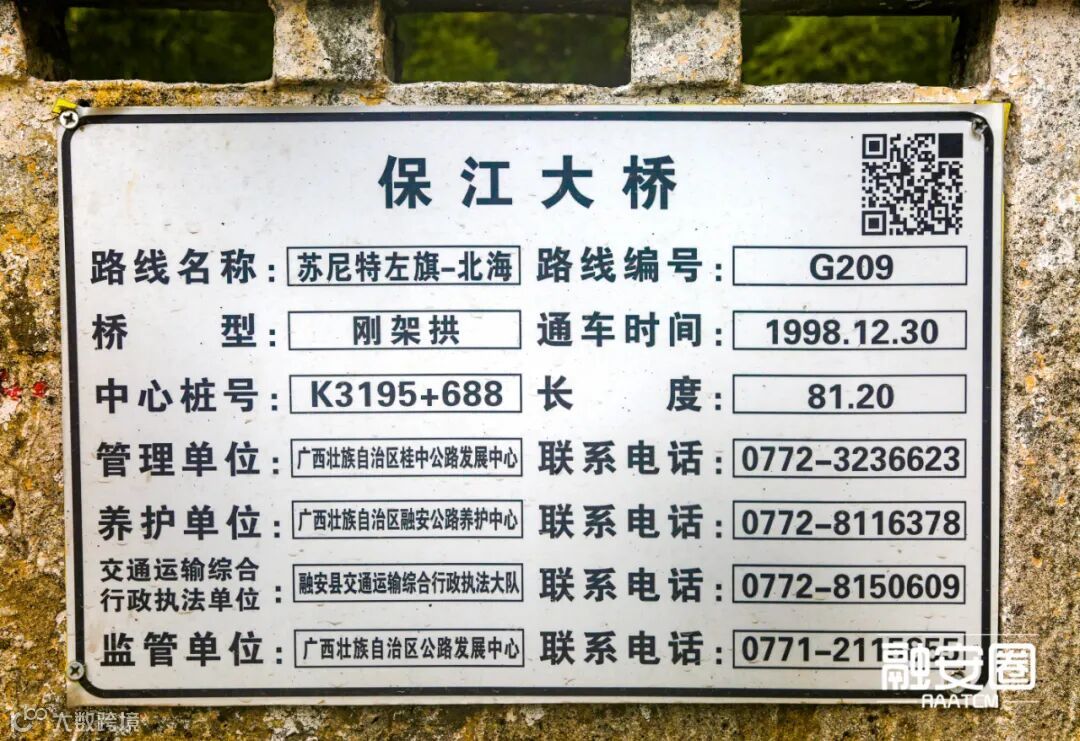 保江大桥
路线名称: 苏尼特左旗-北海 路线编号: G209
桥 型: 刚架拱 通车时间: 1998.12.30
中心桩号: K3195+688 长 度: 81.20
管理单位: 广西壮族自治区桂中公路发展中心 联系电话: 0772-3236623
养护单位: 广西壮族自治区融安公路养护中心 联系电话: 0772-8116378
交通运输综合
行政执法单位: 融安县交通运输综合行政执法大队 联系电话: 0772-8150609
监管单位: 广西壮族自治区公路发展中心 联系电话: 0771-2115655
融安圈
RAATCM
大数跨境